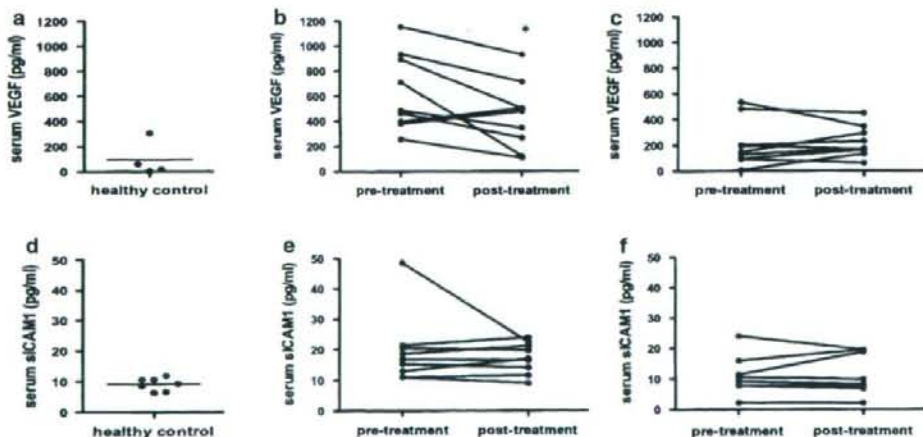 a
serum VEGF (pg/ml)
1200
1000
800
600
400
200
0
healthy control
b
serum VEGF (pg/ml)
1200
1000
800
600
400
200
0
*
pre-treatment
post-treatment
c
serum VEGF (pg/ml)
1200
1000
800
600
400
200
0
pre-treatment
post-treatment
d
serum sICAM1 (pg/ml)
50
40
30
20
10
0
healthy control
e
serum sICAM1 (pg/ml)
50
40
30
20
10
0
pre-treatment
post-treatment
f
serum sICAM1 (pg/ml)
50
40
30
20
10
0
pre-treatment
post-treatment